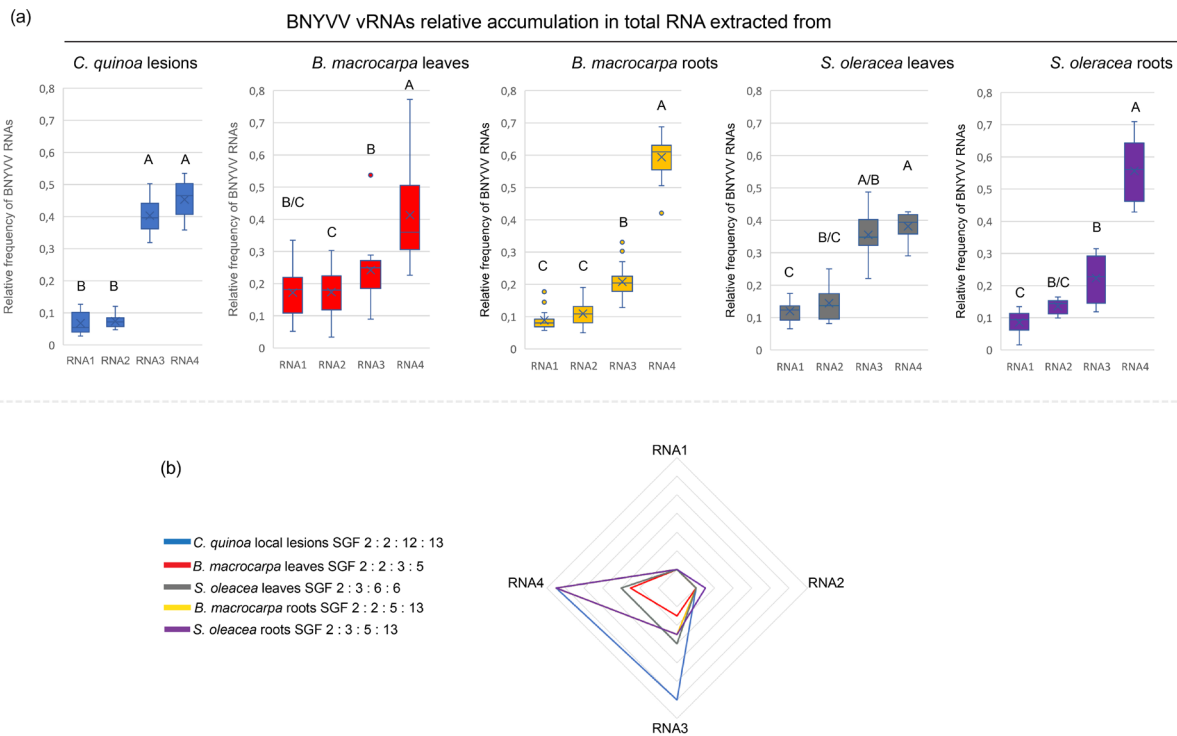 (a)
BNYVV vRNAs relative accumulation in total RNA extracted from
C. quinoa lesions
B. macrocarpa leaves
B. macrocarpa roots
S. oleracea leaves
S. oleracea roots
Relative frequency of BNYVV RNAs
0,8
0,7
0,6
0,5
0,4
0,3
0,2
0,1
0
B
B
A
A
RNA1
RNA2
RNA3
RNA4
Relative frequency of BNYVV RNAs
0,8
0,7
0,6
0,5
0,4
0,3
0,2
0,1
0
B/C
C
B
A
RNA1
RNA2
RNA3
RNA4
Relative frequency of BNYVV RNAs
0,8
0,7
0,6
0,5
0,4
0,3
0,2
0,1
0
C
C
B
A
RNA1
RNA2
RNA3
RNA4
Relative frequency of BNYVV RNAs
0,8
0,7
0,6
0,5
0,4
0,3
0,2
0,1
0
C
B/C
A/B
A
RNA1
RNA2
RNA3
RNA4
Relative frequency of BNYVV RNAs
0,8
0,7
0,6
0,5
0,4
0,3
0,2
0,1
0
C
B/C
B
A
RNA1
RNA2
RNA3
RNA4
(b)
C. quinoa local lesions SGF 2 : 2 : 12 : 13
B. macrocarpa leaves SGF 2 : 2 : 3 : 5
S. oleacea leaves SGF 2 : 3 : 6 : 6
B. macrocarpa roots SGF 2 : 2 : 5 : 13
S. oleacea roots SGF 2 : 3 : 5 : 13
RNA1
RNA4
RNA2
RNA3